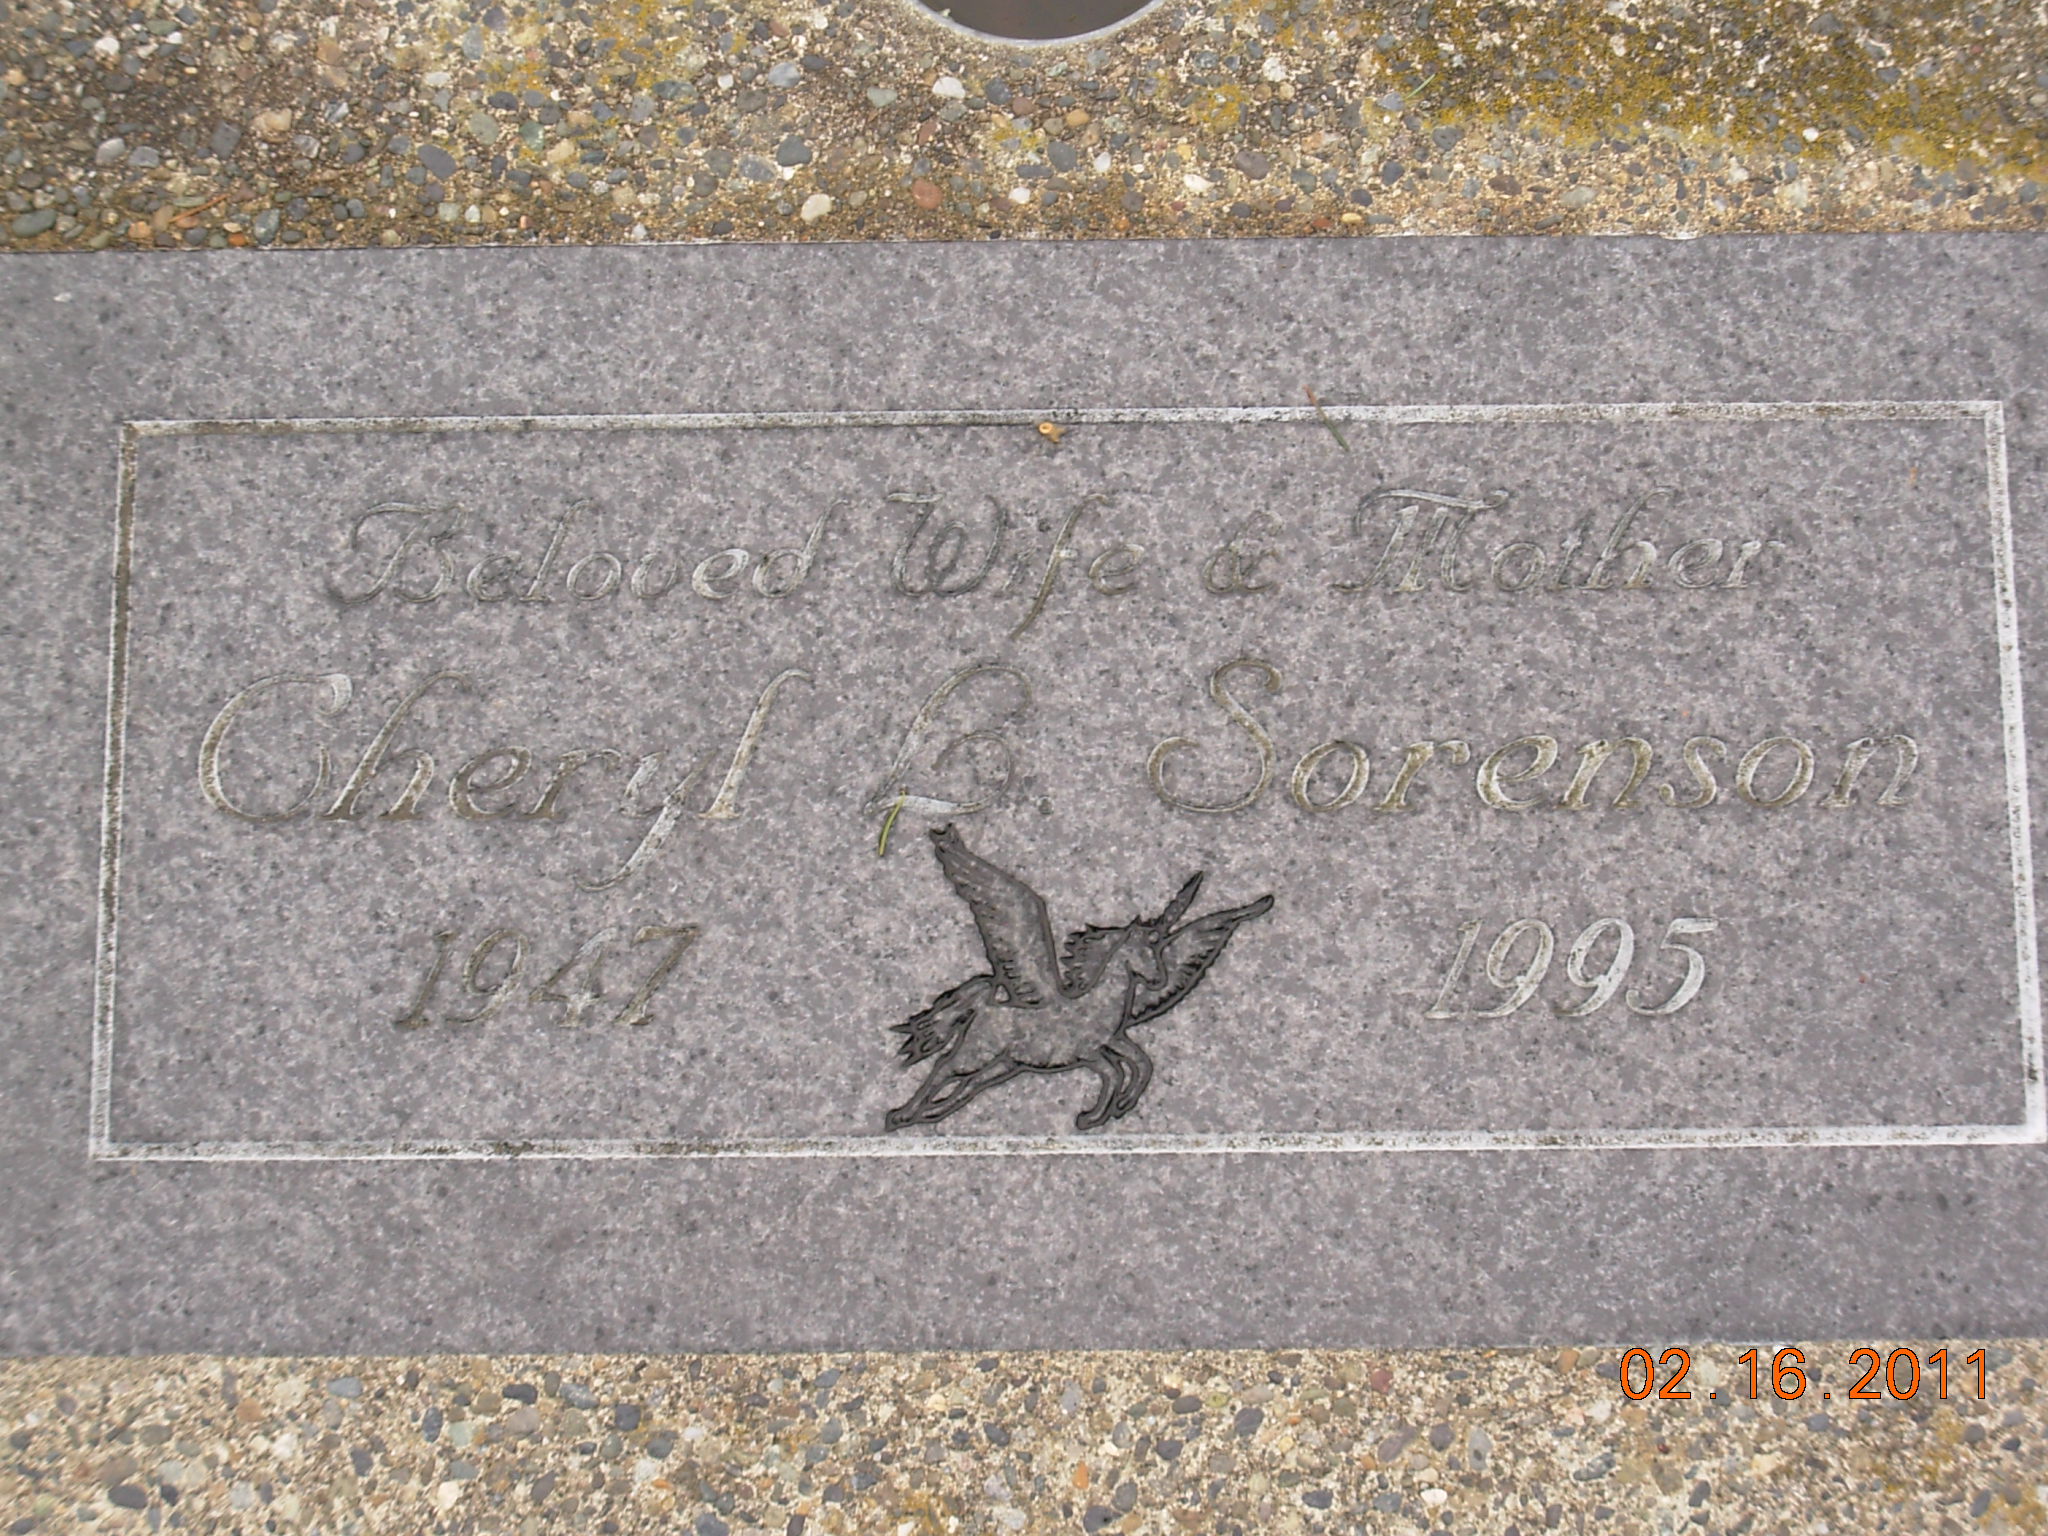 Beloved Wife & Mother
Cheryl L. Sorenson
1947 1995
02.16.2011